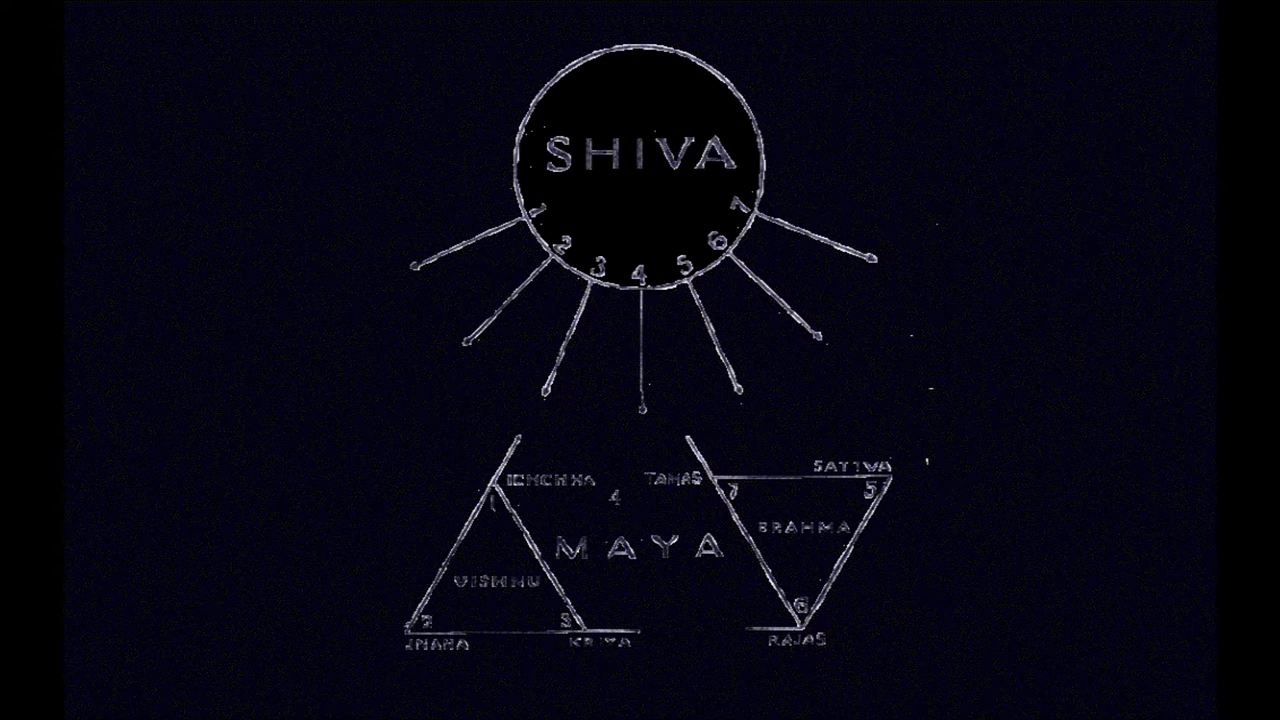 SHIVA
1 2 3 4 5 6 7
SATTVA
ICHCHHA TAMAS
4
1 7 5
BRAHMA
MAYA
VISHNU
6
2 3
JNANA KRIYA RAJAS